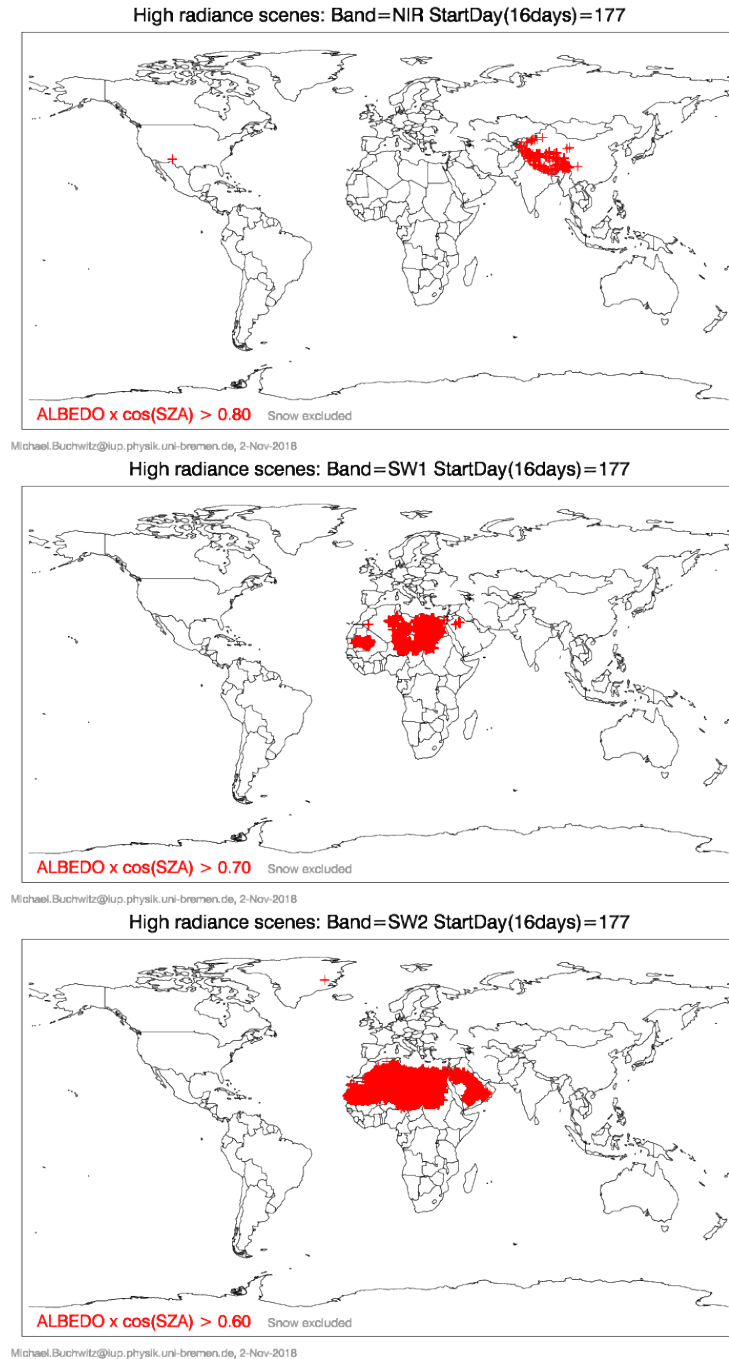 High radiance scenes: Band=NIR StartDay(16days)=177
ALBEDO x cos(SZA) > 0.80 Snow excluded
Michael.Buchwitz@iup.physik.uni-bremen.de, 2-Nov-2018
High radiance scenes: Band=SW1 StartDay(16days)=177
ALBEDO x cos(SZA) > 0.70 Snow excluded
Michael.Buchwitz@iup.physik.uni-bremen.de, 2-Nov-2018
High radiance scenes: Band=SW2 StartDay(16days)=177
ALBEDO x cos(SZA) > 0.60 Snow excluded
Michael.Buchwitz@iup.physik.uni-bremen.de, 2-Nov-2018